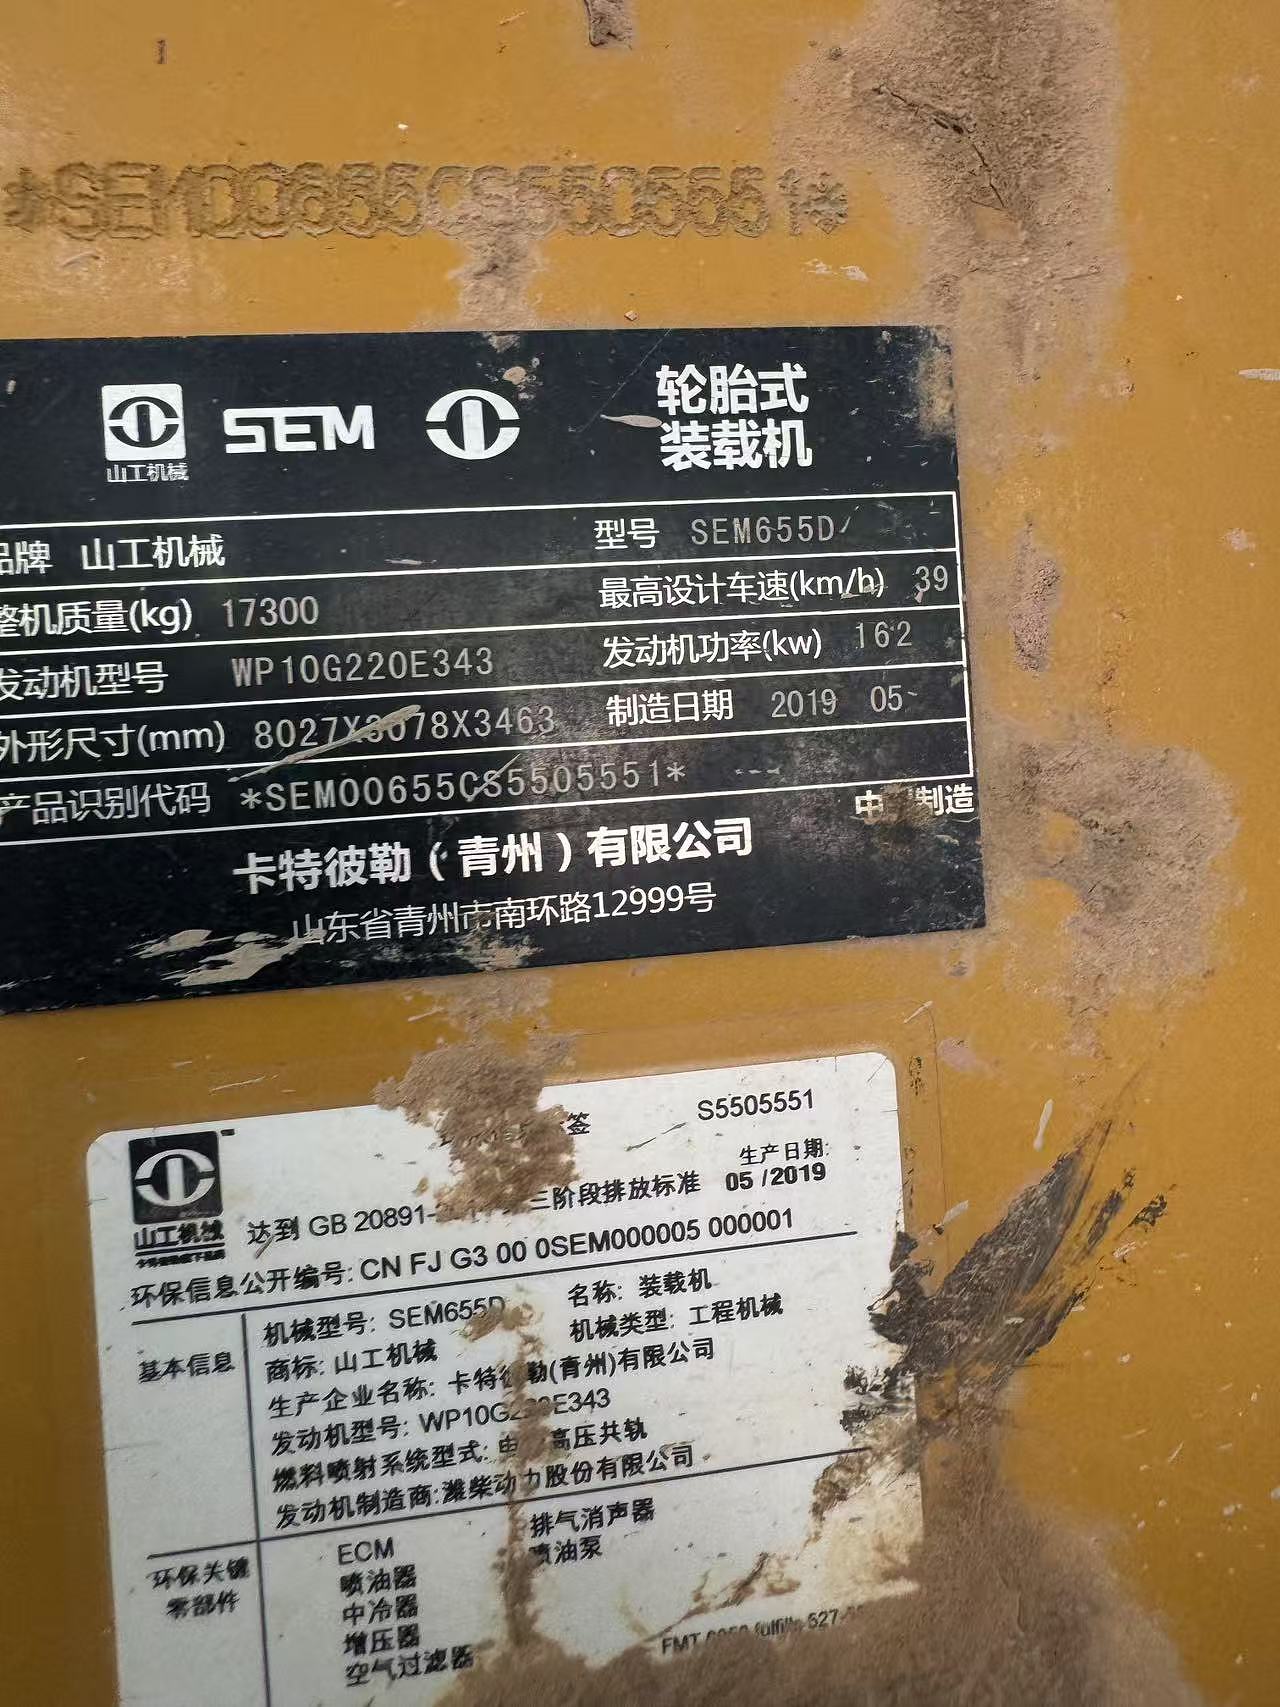 *SEM00655CS5505551*
山工机械
SEM
轮胎式
装载机
品牌 山工机械 型号 SEM655D
整机质量(kg) 17300 最高设计车速(km/h) 39
发动机型号 WP10G220E343 发动机功率(kw) 162
外形尺寸(mm) 8027X3078X3463 制造日期 2019 05
产品识别代码 *SEM00655CS5505551*
中 制造
卡特彼勒(青州)有限公司
山东省青州市南环路12999号
签 S5505551
山工机械
达到 GB 20891- 三阶段排放标准
生产日期:
05 /2019
环保信息公开编号: CN FJ G3 00 0SEM000005 000001
基本信息
机械型号: SEM655D 名称: 装载机
商标: 山工机械 机械类型: 工程机械
生产企业名称: 卡特彼勒(青州)有限公司
发动机型号: WP10G220E343
燃料喷射系统型式: 电 高压共轨
发动机制造商:潍柴动力股份有限公司
环保关键
零部件
ECM 排气消声器
喷油器 喷油泵
中冷器
增压器
空气过滤器